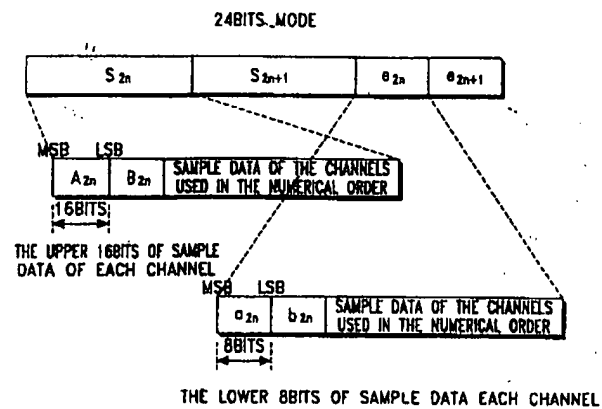 24BITS_MODE
S2n S2n+1 e2n e2n+1
MSB LSB
A2n B2n SAMPLE DATA OF THE CHANNELS
USED IN THE NUMERICAL ORDER
16BITS
THE UPPER 16BITS OF SAMPLE
DATA OF EACH CHANNEL
MSB LSB
a2n b2n SAMPLE DATA OF THE CHANNELS
USED IN THE NUMERICAL ORDER
8BITS
THE LOWER 8BITS OF SAMPLE DATA EACH CHANNEL